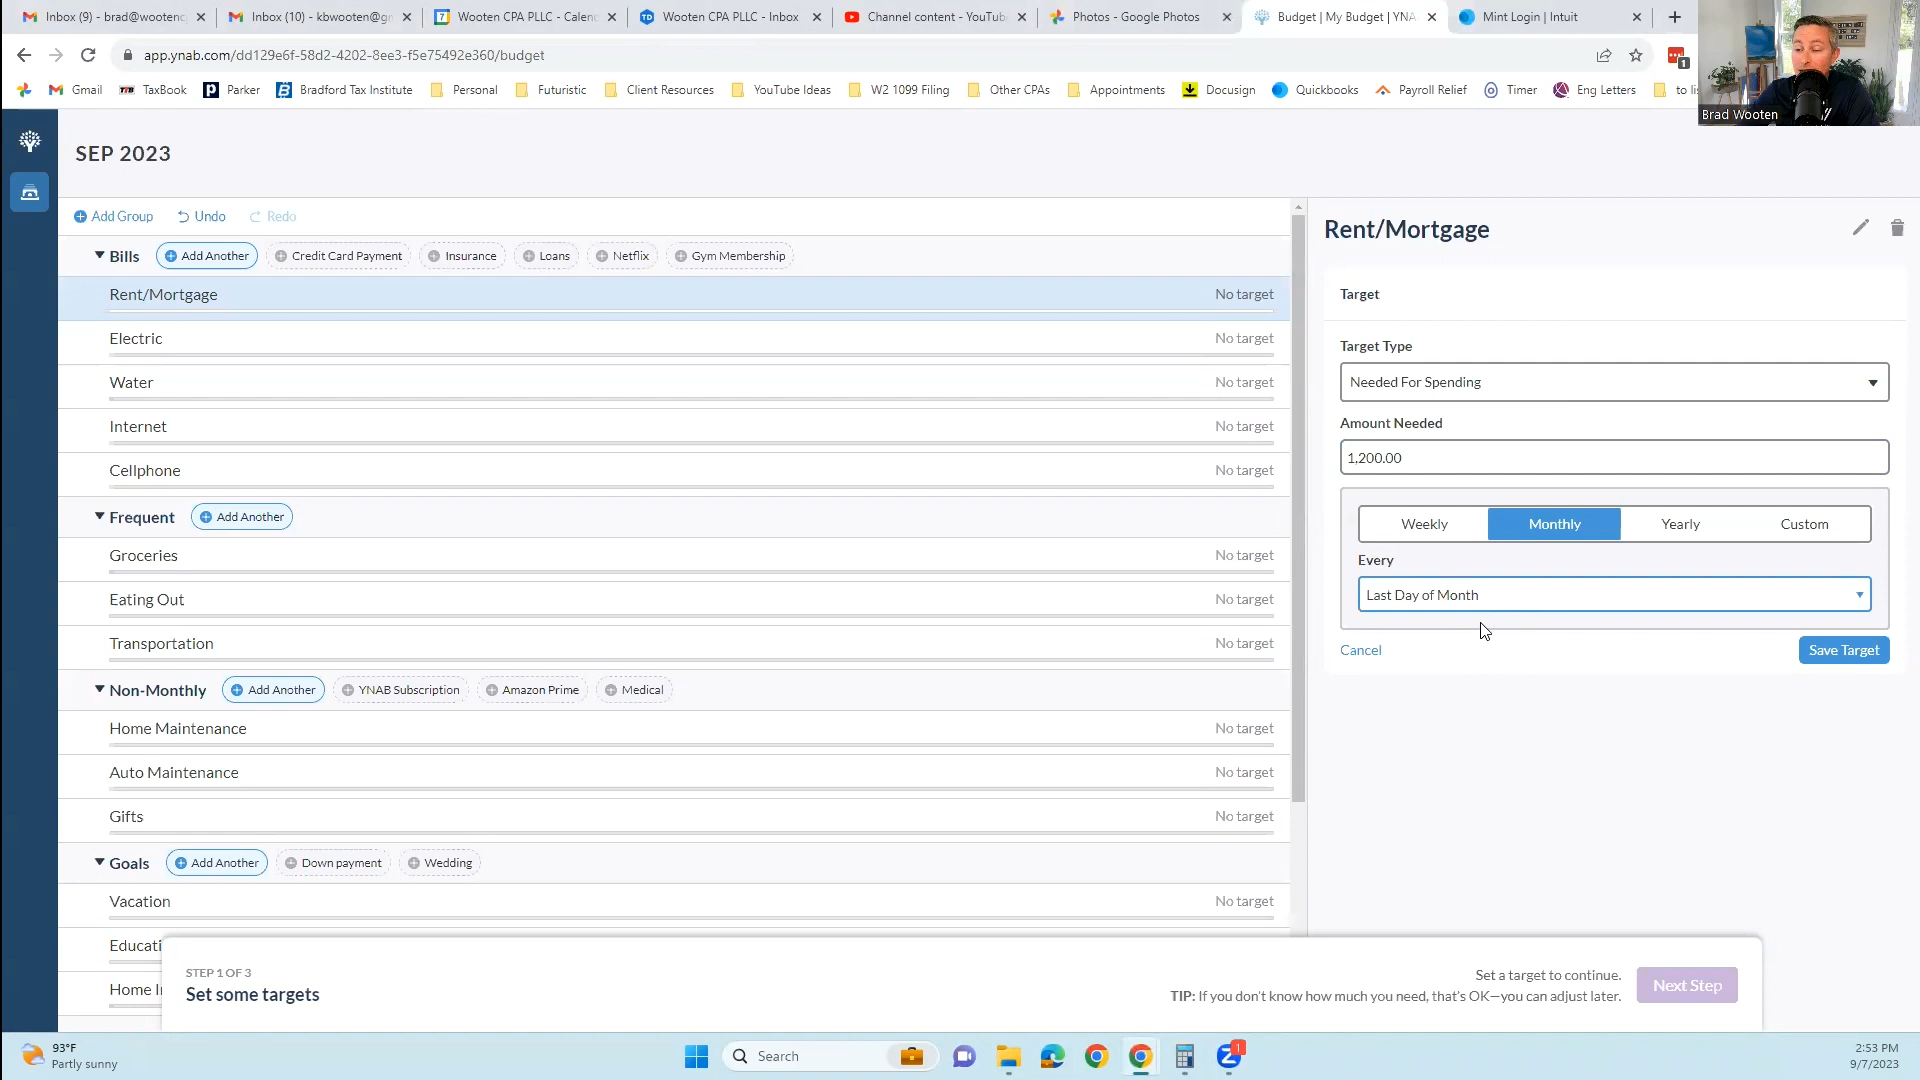 Inbox (9) - brad@wootenc
Inbox (10) - kbwooten@gm
Wooten CPA PLLC - Calenc
Wooten CPA PLLC - Inbox
Channel content - YouTub
Photos - Google Photos
Budget | My Budget | YNA
Mint Login | Intuit
app.ynab.com/dd129e6f-58d2-4202-8ee3-f5e75492e360/budget
Gmail
TaxBook
Parker
Bradford Tax Institute
Personal
Futuristic
Client Resources
YouTube Ideas
W2 1099 Filing
Other CPAs
Appointments
Docusign
Quickbooks
Payroll Relief
Timer
Eng Letters
to li
Brad Wooten
SEP 2023
Add Group
Undo
Redo
Bills
Add Another
Credit Card Payment
Insurance
Loans
Netflix
Gym Membership
Rent/Mortgage No target
Electric No target
Water No target
Internet No target
Cellphone No target
Frequent
Add Another
Groceries No target
Eating Out No target
Transportation No target
Non-Monthly
Add Another
YNAB Subscription
Amazon Prime
Medical
Home Maintenance No target
Auto Maintenance No target
Gifts No target
Goals
Add Another
Down payment
Wedding
Vacation No target
Educati
Home I
Rent/Mortgage
Target
Target Type
Needed For Spending
Amount Needed
1,200.00
Weekly
Monthly
Yearly
Custom
Every
Last Day of Month
Cancel
Save Target
STEP 1 OF 3
Set some targets
Set a target to continue.
TIP: If you don't know how much you need, that's OK—you can adjust later.
Next Step
93°F
Partly sunny
Search
1
2:53 PM
9/7/2023